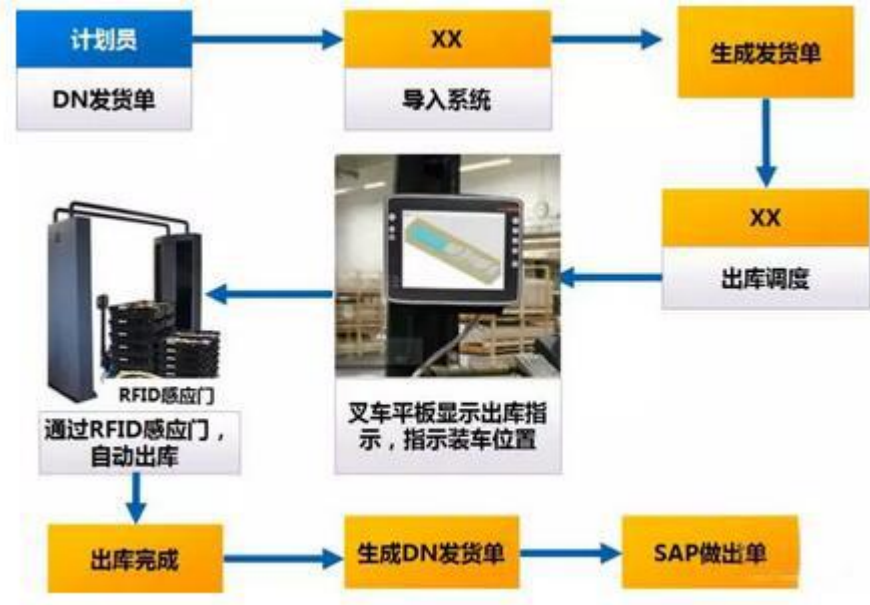 计划员
DN发货单
XX
导入系统
生成发货单
XX
出库调度
叉车平板显示出库指
示，指示装车位置
RFID感应门
通过RFID感应门，
自动出库
出库完成
生成DN发货单
SAP做出单